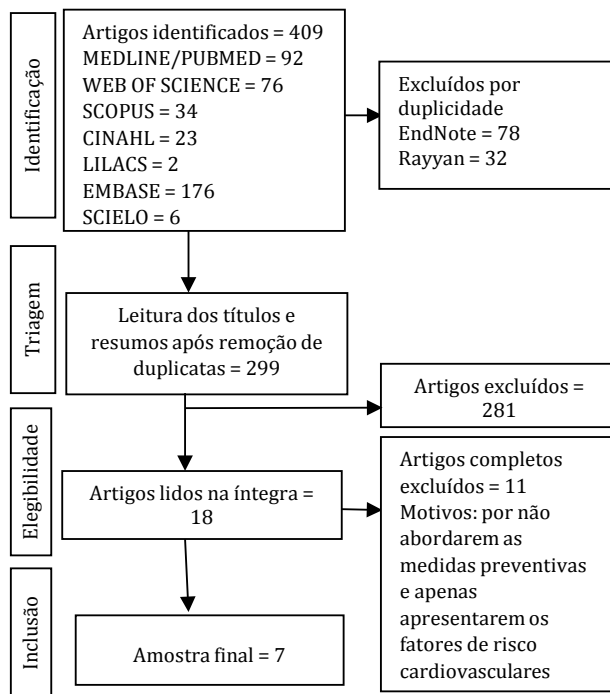 Identificação
Artigos identificados = 409
MEDLINE/PUBMED = 92
WEB OF SCIENCE = 76
SCOPUS = 34
CINAHL = 23
LILACS = 2
EMBASE = 176
SCIELO = 6
Excluídos por
duplicidade
EndNote = 78
Rayyan = 32
Triagem
Leitura dos títulos e
resumos após remoção de
duplicatas = 299
Artigos excluídos =
281
Elegibilidade
Artigos lidos na íntegra =
18
Artigos completos
excluídos = 11
Motivos: por não
abordarem as
medidas preventivas
e apenas
apresentarem os
fatores de risco
cardiovasculares
Inclusão
Amostra final = 7